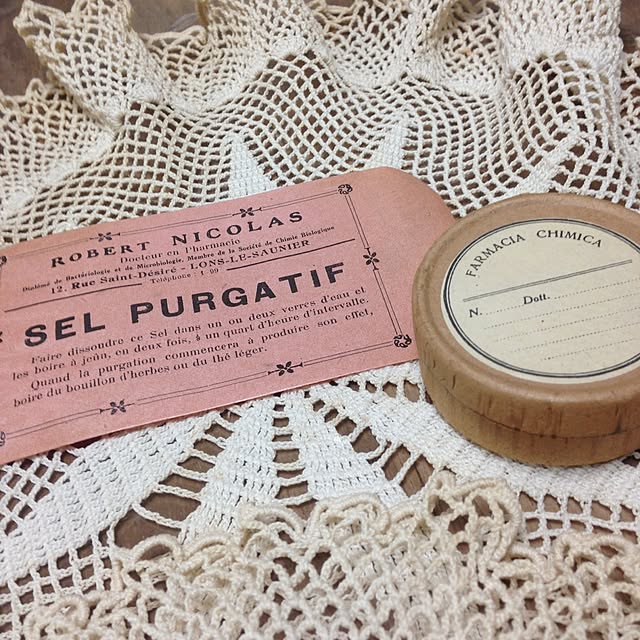 ROBERT NICOLAS
Docteur en Pharmacie
Diplômé de Bactériologie et de Microbiologie, Membre de la Société de Chimie Biologique
12, Rue Saint-Désiré - LONS-LE-SAUNIER
Téléphone : 1.99
SEL PURGATIF
Faire dissoudre ce Sel dans un ou deux verres d'eau et
les boire à jeûn, en deux fois, à un quart d'heure d'intervalle.
Quand la purgation commencera à produire son effet,
boire du bouillon d'herbes ou du thé léger.
FARMACIA CHIMICA
N. Dott.